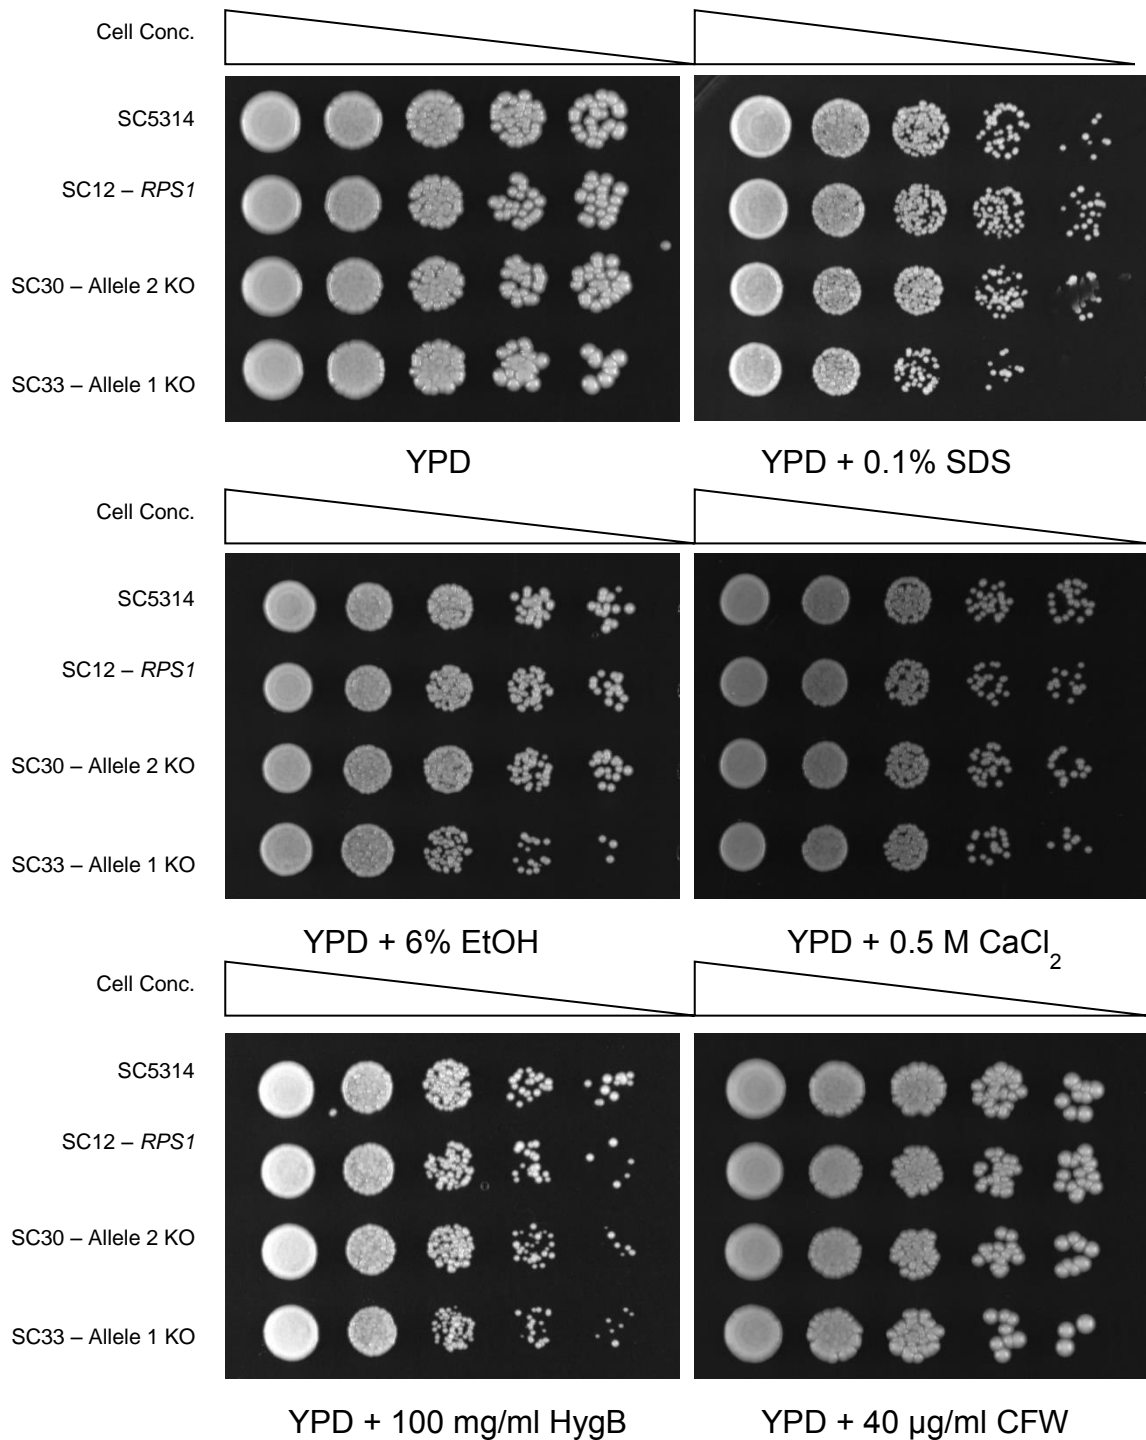 Cell Conc.
SC5314
SC12 – RPS1
SC30 – Allele 2 KO
SC33 – Allele 1 KO
YPD
YPD + 0.1% SDS
Cell Conc.
SC5314
SC12 – RPS1
SC30 – Allele 2 KO
SC33 – Allele 1 KO
YPD + 6% EtOH
YPD + 0.5 M CaCl2
Cell Conc.
SC5314
SC12 – RPS1
SC30 – Allele 2 KO
SC33 – Allele 1 KO
YPD + 100 mg/ml HygB
YPD + 40 µg/ml CFW